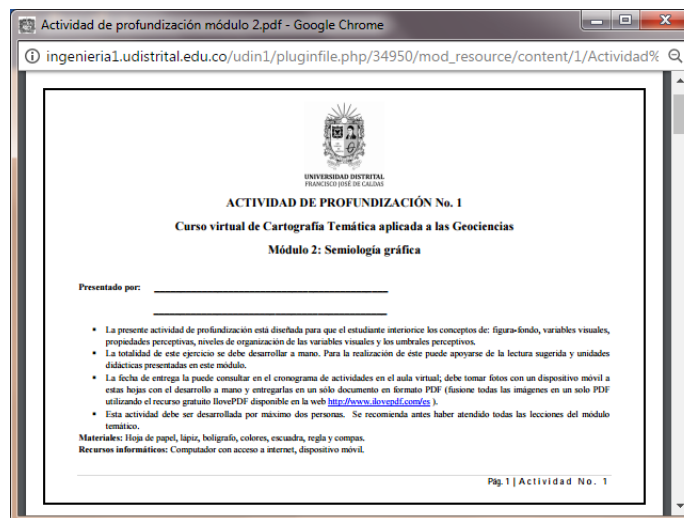 Actividad de profundización módulo 2.pdf - Google Chrome
ingenieria1.udistrital.edu.co/udin1/pluginfile.php/34950/mod_resource/content/1/Actividad%
UNIVERSIDAD DISTRITAL
FRANCISCO JOSÉ DE CALDAS
ACTIVIDAD DE PROFUNDIZACIÓN No. 1
Curso virtual de Cartografía Temática aplicada a las Geociencias
Módulo 2: Semiología gráfica
Presentado por:
• La presente actividad de profundización está diseñada para que el estudiante interiorice los conceptos de: figura-fondo, variables visuales,
propiedades perceptivas, niveles de organización de las variables visuales y los umbrales perceptivos.
• La totalidad de este ejercicio se debe desarrollar a mano. Para la realización de éste puede apoyarse de la lectura sugerida y unidades
didácticas presentadas en este módulo.
• La fecha de entrega la puede consultar en el cronograma de actividades en el aula virtual; debe tomar fotos con un dispositivo móvil a
estas hojas con el desarrollo a mano y entregarlas en un sólo documento en formato PDF (fusione todas las imágenes en un solo PDF
utilizando el recurso gratuito IlovePDF disponible en la web http://www.ilovepdf.com/es ).
• Esta actividad debe ser desarrollada por máximo dos personas. Se recomienda antes haber atendido todas las lecciones del módulo
temático.
Materiales: Hoja de papel, lápiz, bolígrafo, colores, escuadra, regla y compas.
Recursos informáticos: Computador con acceso a internet, dispositivo móvil.
Pág. 1 | Actividad No. 1